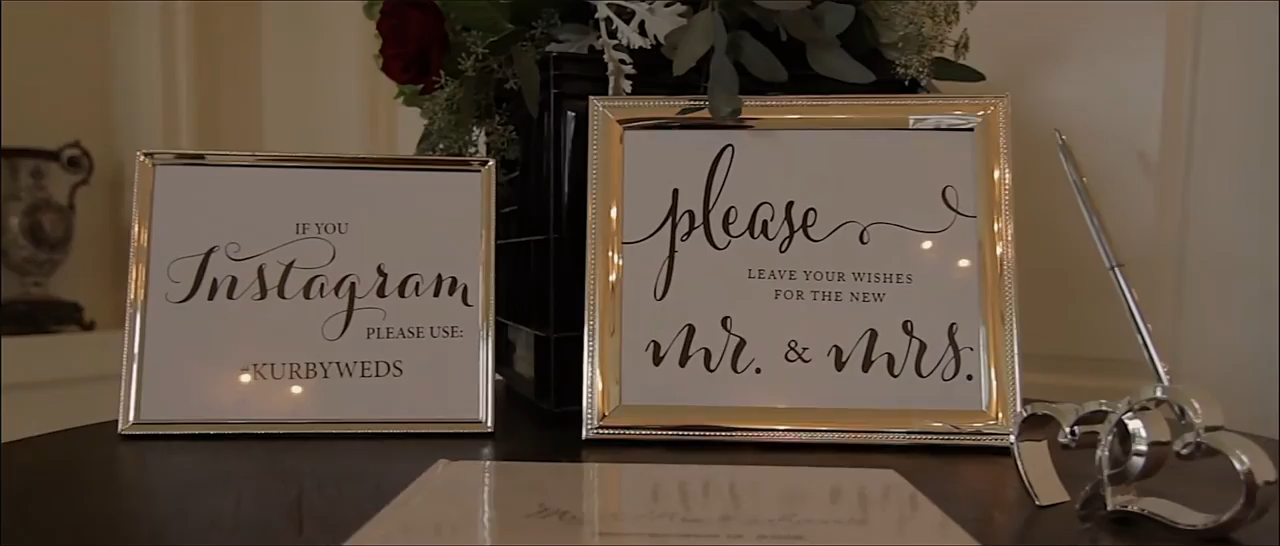 IF YOU
Instagram
PLEASE USE:
#KURBYWEDS
please
LEAVE YOUR WISHES
FOR THE NEW
mr. & mrs.